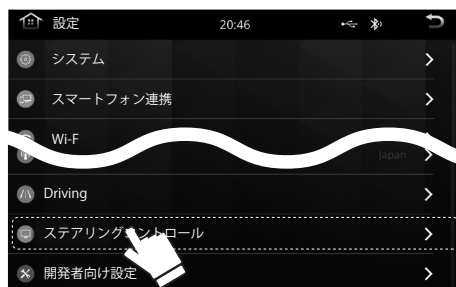 設定 20:46
システム
スマートフォン連携
Wi-F
Japan
Driving
ステアリングコントロール
開発者向け設定